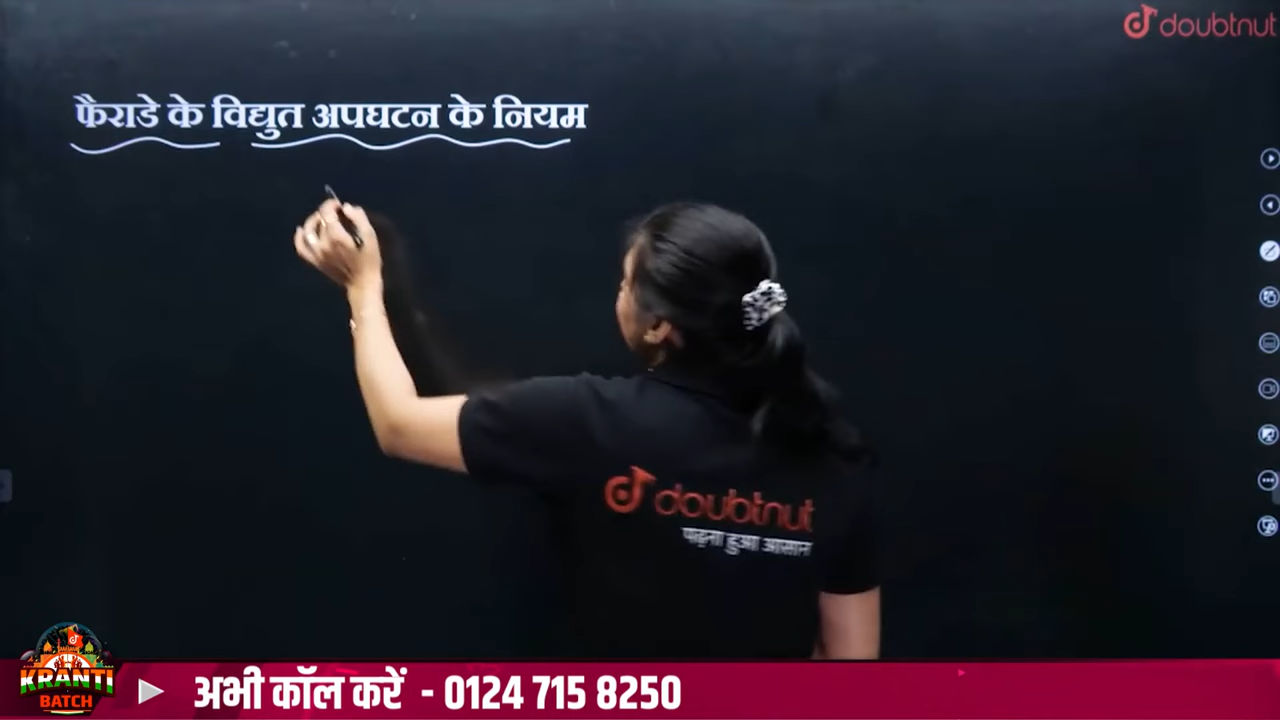 doubtnut
फैराडे के विद्युत अपघटन के नियम
doubtnut
पढ़ना हुआ आसान
KRANTI
BATCH
अभी कॉल करें - 0124 715 8250